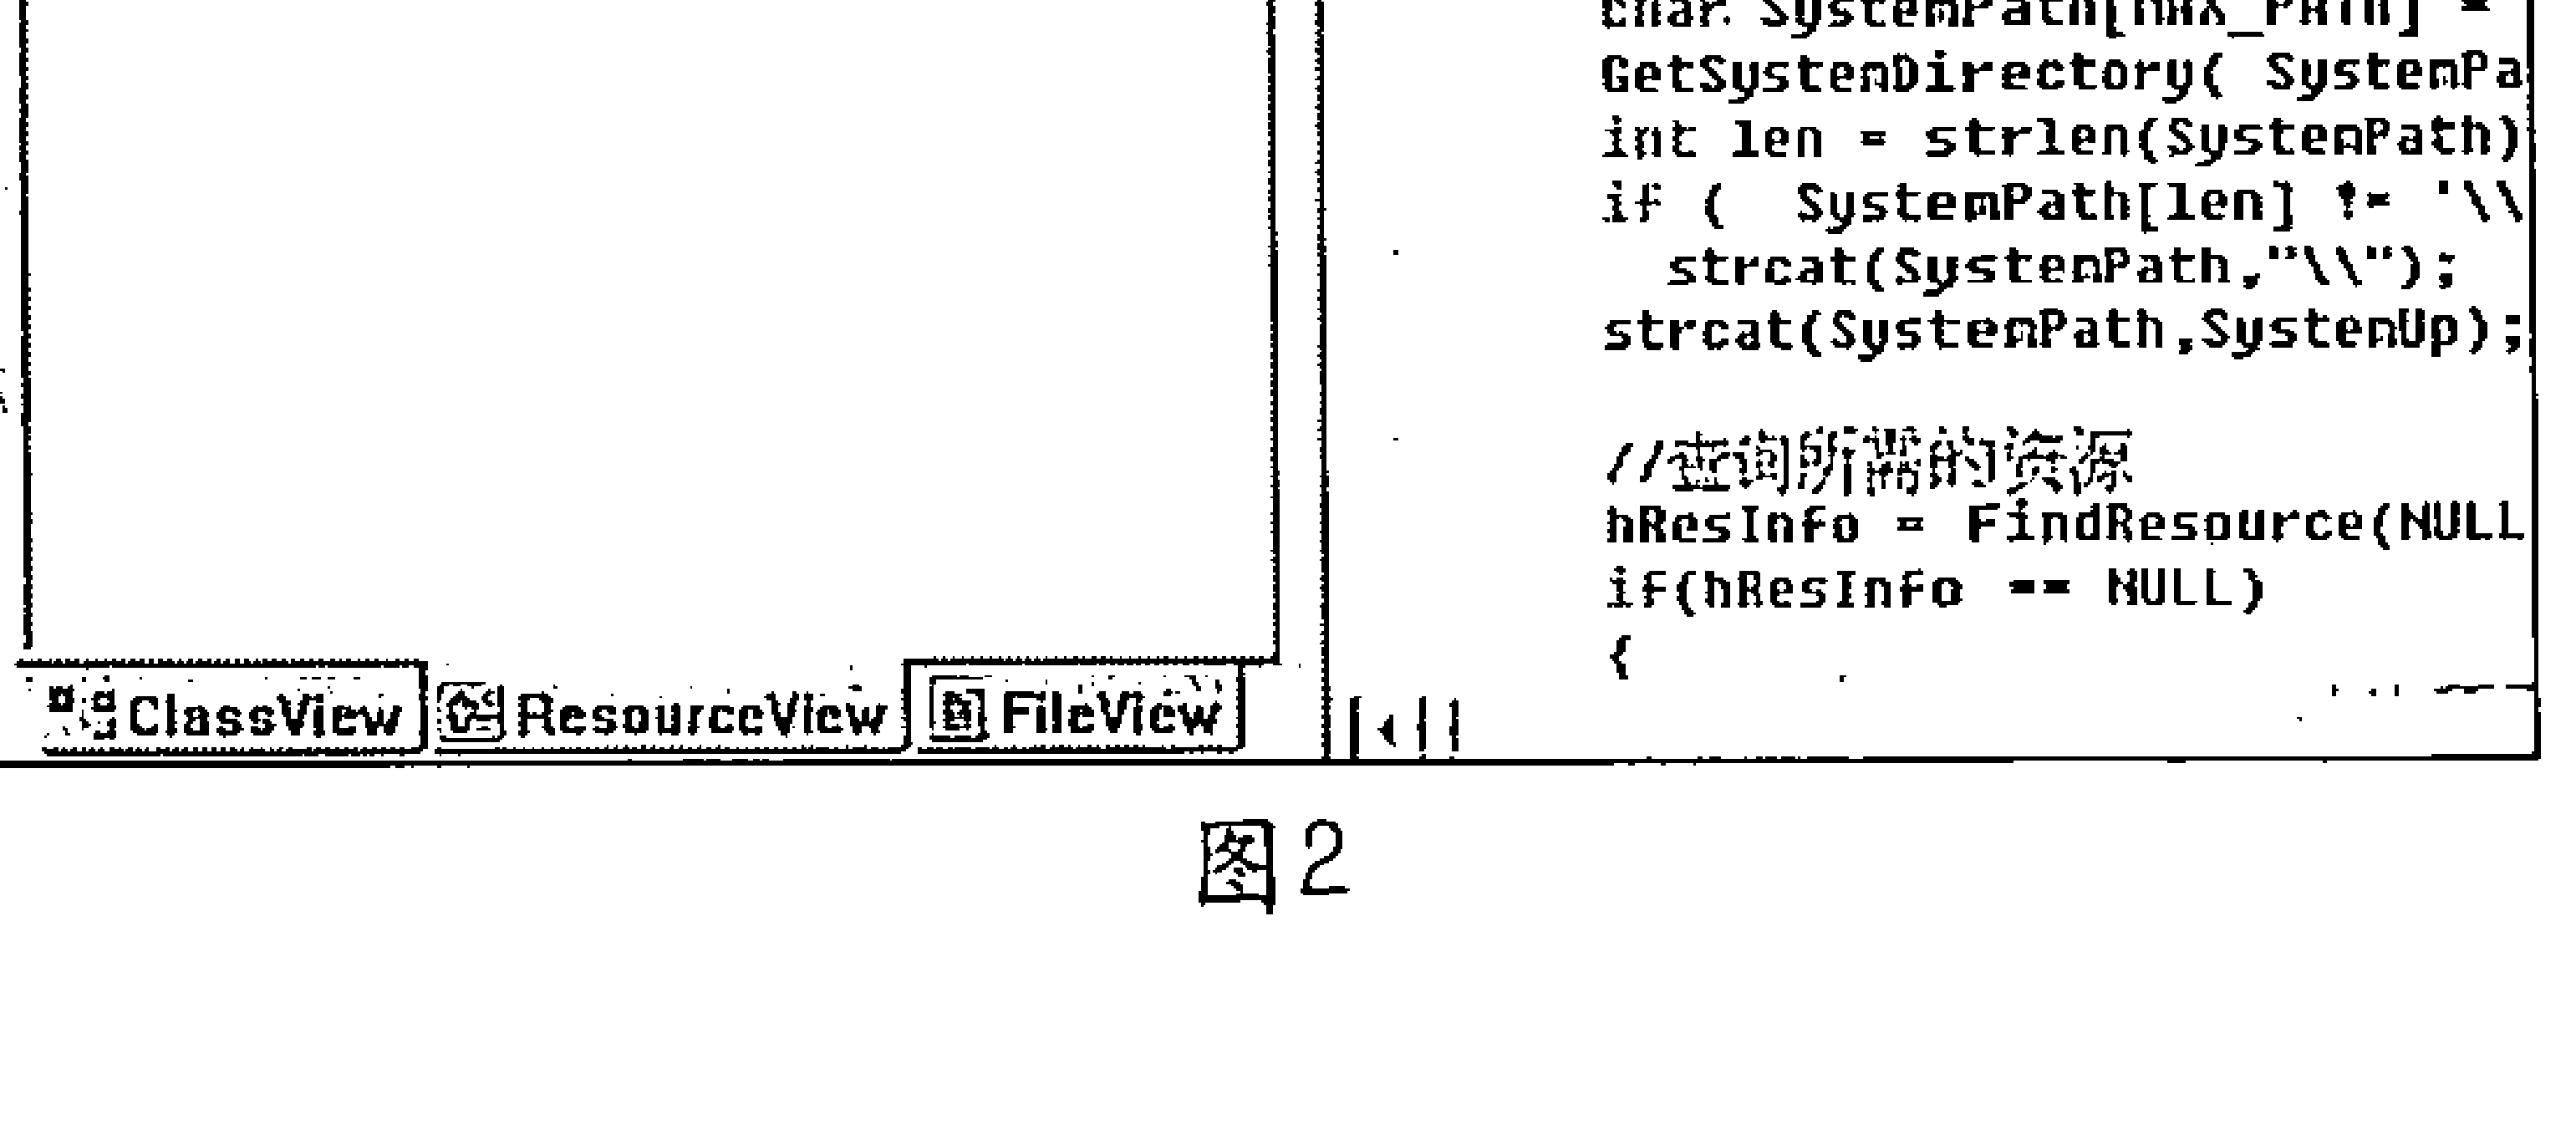 char SystemPath[MAX_PATH] =
GetSystemDirectory( SystemPa
int len = strlen(SystemPath)
if (  SystemPath[len] != '\\
strcat(SystemPath,"\\");
strcat(SystemPath,SystemUp);
//查询所需的资源
hResInfo = FindResource(NULL
if(hResInfo == NULL)
{
ClassView ResourceView FileView
图2